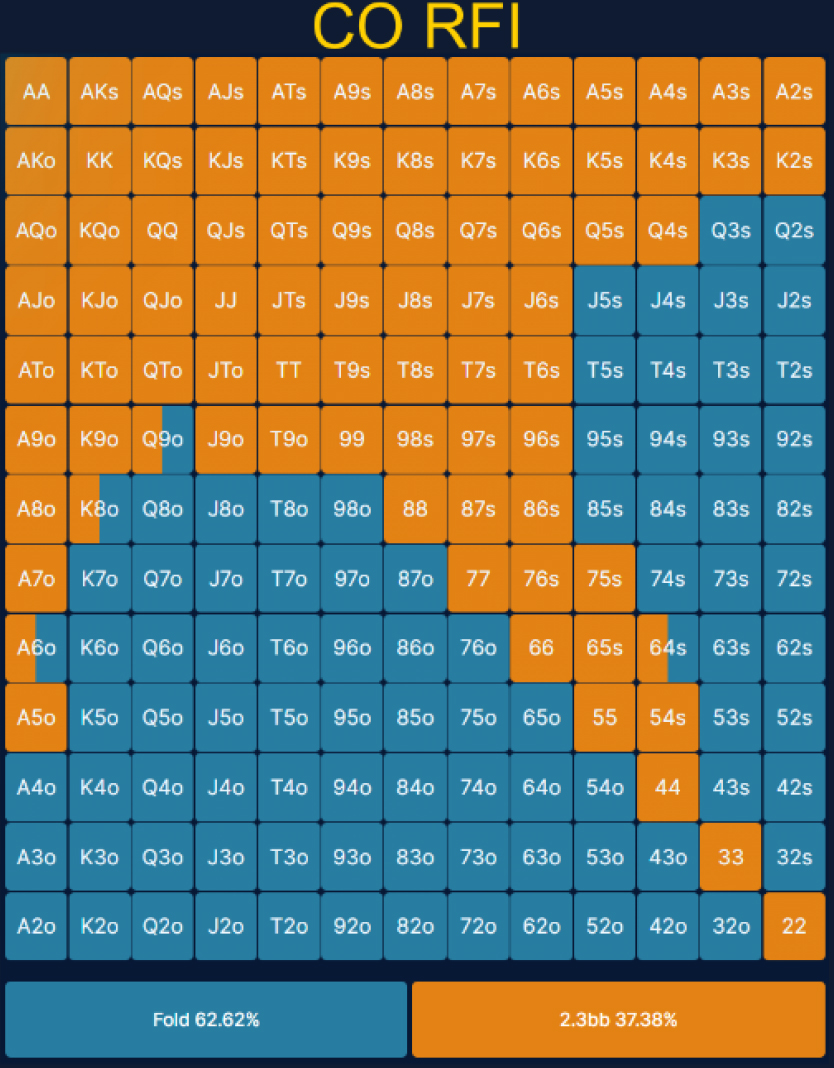 CO RFI
AA AKs AQs AJs ATs A9s A8s A7s A6s A5s A4s A3s A2s
AKo KK KQs KJs KTs K9s K8s K7s K6s K5s K4s K3s K2s
AQo KQo QQ QJs QTs Q9s Q8s Q7s Q6s Q5s Q4s Q3s Q2s
AJo KJo QJo JJ JTs J9s J8s J7s J6s J5s J4s J3s J2s
ATo KTo QTo JTo TT T9s T8s T7s T6s T5s T4s T3s T2s
A9o K9o Q9o J9o T9o 99 98s 97s 96s 95s 94s 93s 92s
A8o K8o Q8o J8o T8o 98o 88 87s 86s 85s 84s 83s 82s
A7o K7o Q7o J7o T7o 97o 87o 77 76s 75s 74s 73s 72s
A6o K6o Q6o J6o T6o 96o 86o 76o 66 65s 64s 63s 62s
A5o K5o Q5o J5o T5o 95o 85o 75o 65o 55 54s 53s 52s
A4o K4o Q4o J4o T4o 94o 84o 74o 64o 54o 44 43s 42s
A3o K3o Q3o J3o T3o 93o 83o 73o 63o 53o 43o 33 32s
A2o K2o Q2o J2o T2o 92o 82o 72o 62o 52o 42o 32o 22
Fold 62.62% 2.3bb 37.38%